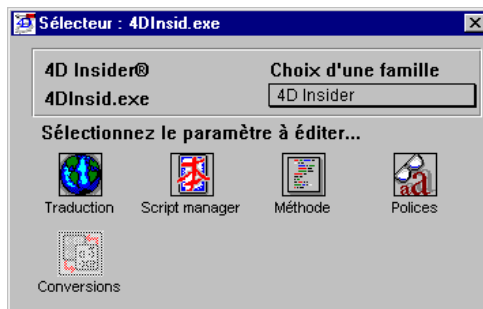 Sélecteur : 4DInsid.exe
4D Insider® Choix d'une famille
4DInsid.exe 4D Insider
Sélectionnez le paramètre à éditer...
Traduction Script manager Méthode Polices
Conversions